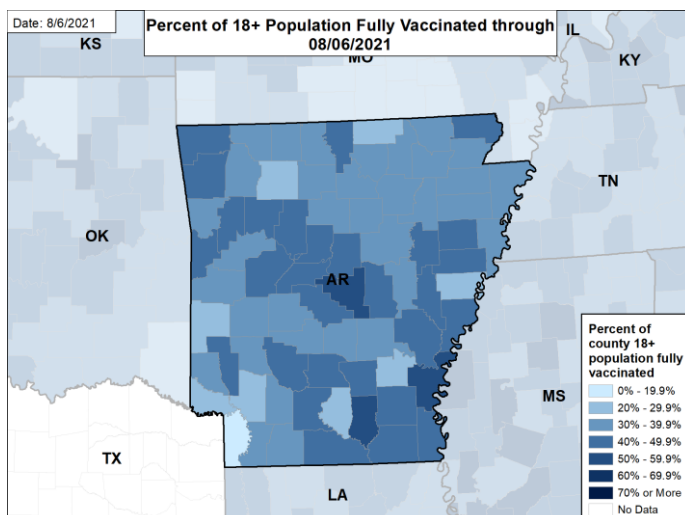 Date: 8/6/2021
Percent of 18+ Population Fully Vaccinated through
08/06/2021
IL
KS
MO
KY
TN
OK
AR
MS
TX
LA
Percent of
county 18+
population fully
vaccinated
0% - 19.9%
20% - 29.9%
30% - 39.9%
40% - 49.9%
50% - 59.9%
60% - 69.9%
70% or More
No Data